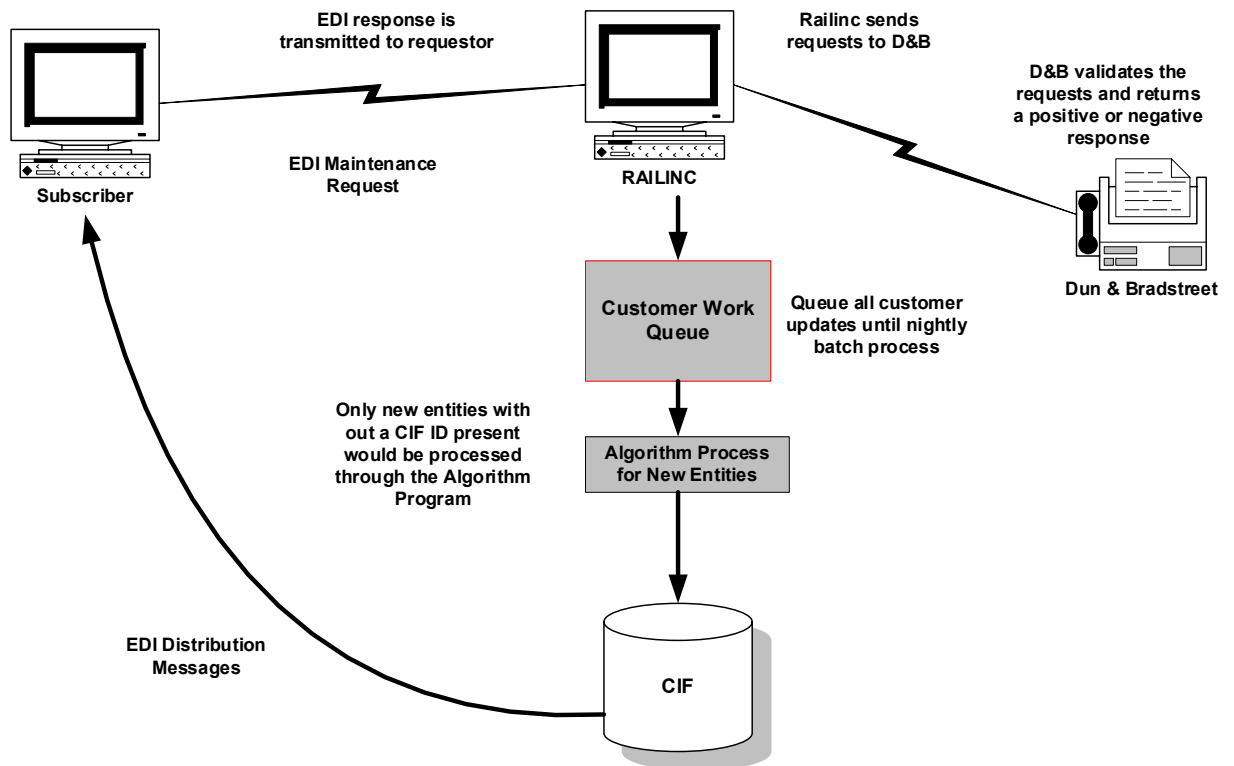 EDI response is
transmitted to requestor
Railinc sends
requests to D&B
D&B validates the
requests and returns
a positive or negative
response
EDI Maintenance
Request
Subscriber
RAILINC
Dun & Bradstreet
Customer Work
Queue
Queue all customer
updates until nightly
batch process
Only new entities with
out a CIF ID present
would be processed
through the Algorithm
Program
Algorithm Process
for New Entities
EDI Distribution
Messages
CIF